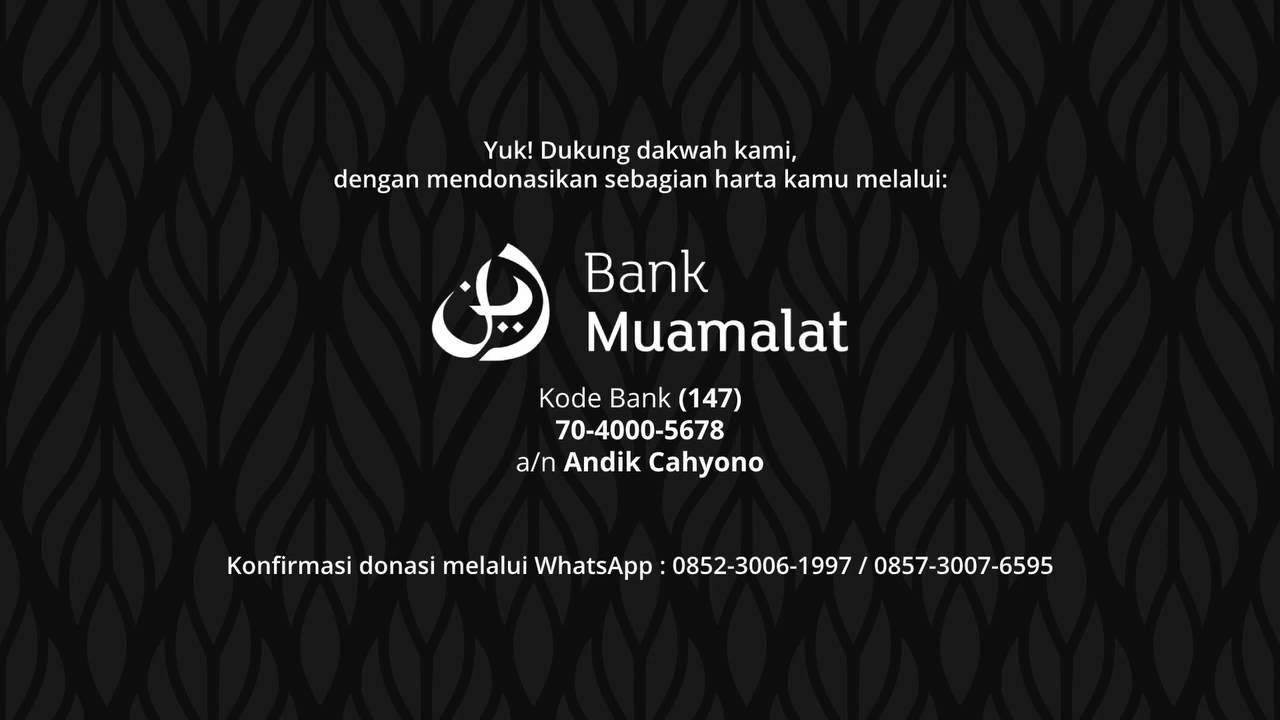 Yuk! Dukung dakwah kami,
dengan mendonasikan sebagian harta kamu melalui:
Bank
Muamalat
Kode Bank (147)
70-4000-5678
a/n Andik Cahyono
Konfirmasi donasi melalui WhatsApp : 0852-3006-1997 / 0857-3007-6595